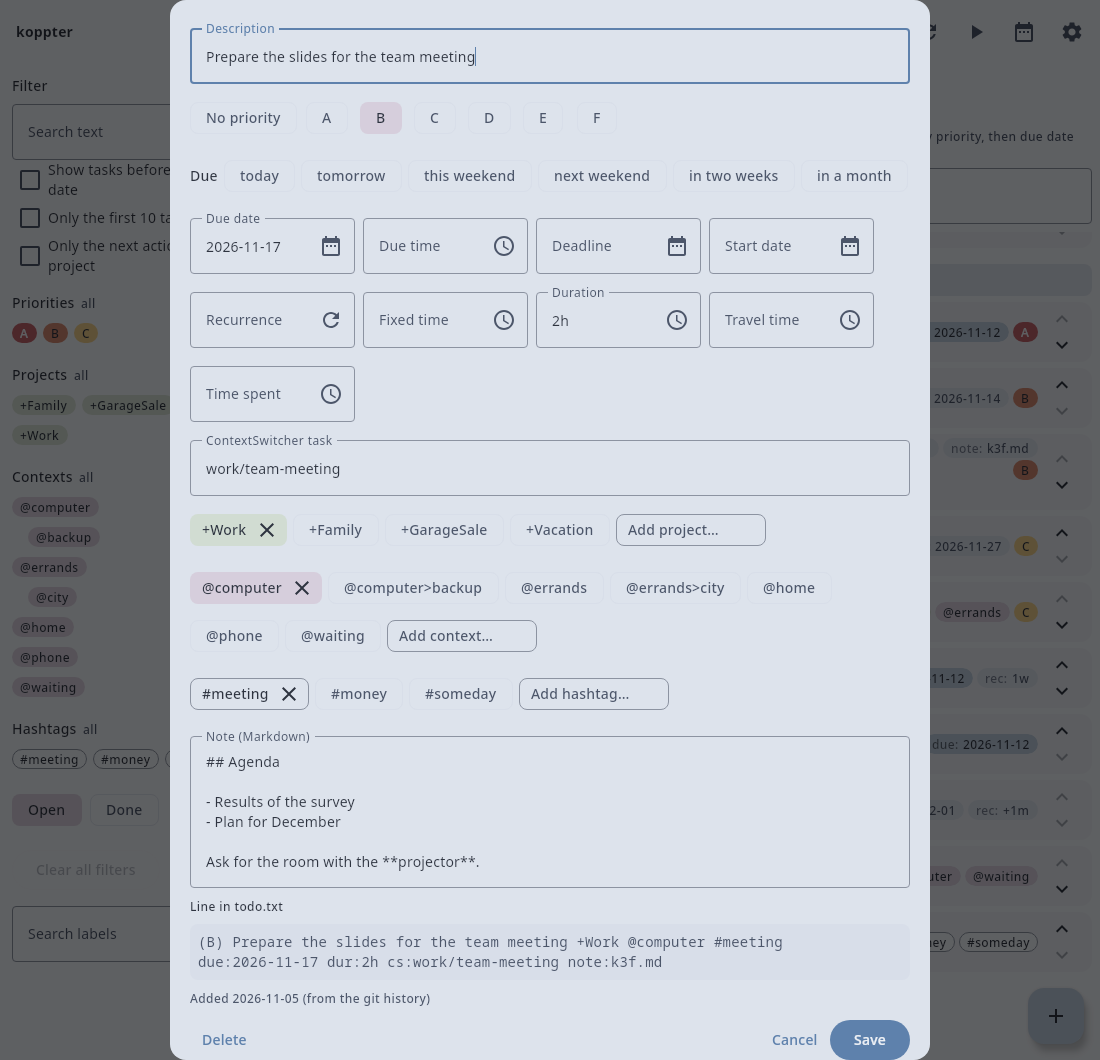 koppter
Filter
Search text
Show tasks before
date
Only the first 10 ta
Only the next actio
project
Priorities all
A B C
Projects all
+Family +GarageSale
+Work
Contexts all
@computer
@backup
@errands
@city
@home
@phone
@waiting
Hashtags all
#meeting #money
Open Done
Clear all filters
Search labels
Description
Prepare the slides for the team meeting
No priority A B C D E F
Due today tomorrow this weekend next weekend in two weeks in a month
Due date
2026-11-17 Due time Deadline Start date
Duration
Recurrence Fixed time 2h Travel time
Time spent
ContextSwitcher task
work/team-meeting
+Work +Family +GarageSale +Vacation Add project...
@computer @computer>backup @errands @errands>city @home
@phone @waiting Add context...
#meeting #money #someday Add hashtag...
Note (Markdown)
## Agenda
- Results of the survey
- Plan for December
Ask for the room with the **projector**.
Line in todo.txt
(B) Prepare the slides for the team meeting +Work @computer #meeting
due:2026-11-17 dur:2h cs:work/team-meeting note:k3f.md
Added 2026-11-05 (from the git history)
Delete Cancel Save
priority, then due date
2026-11-12 A
2026-11-14 B
note: k3f.md
B
2026-11-27 C
@errands C
11-12 rec: 1w
due: 2026-11-12
2-01 rec: +1m
uter @waiting
ney #someday